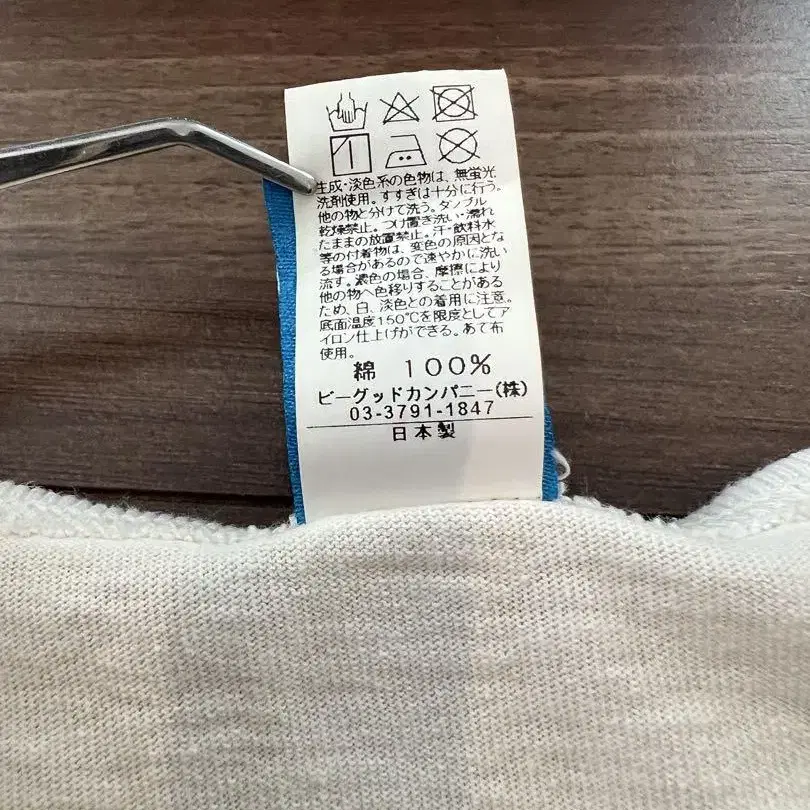 生成・淡色系の色物は、無蛍光
洗剤使用。すすぎは十分に行う。
他の物と分けて洗う。タンブル
乾燥禁止。つけ置き洗い・濡れ
たままの放置禁止。汗・飲料水
等の付着物は、変色の原因とな
る場合があるので速やかに洗い
流す。濃色の場合、摩擦により
他の物へ色移りすることがある
ため、白、淡色との着用に注意。
底面温度150℃を限度としてア
イロン仕上げができる。あて布
使用。
綿 100%
ビーグッドカンパニー(株)
03-3791-1847
日本製